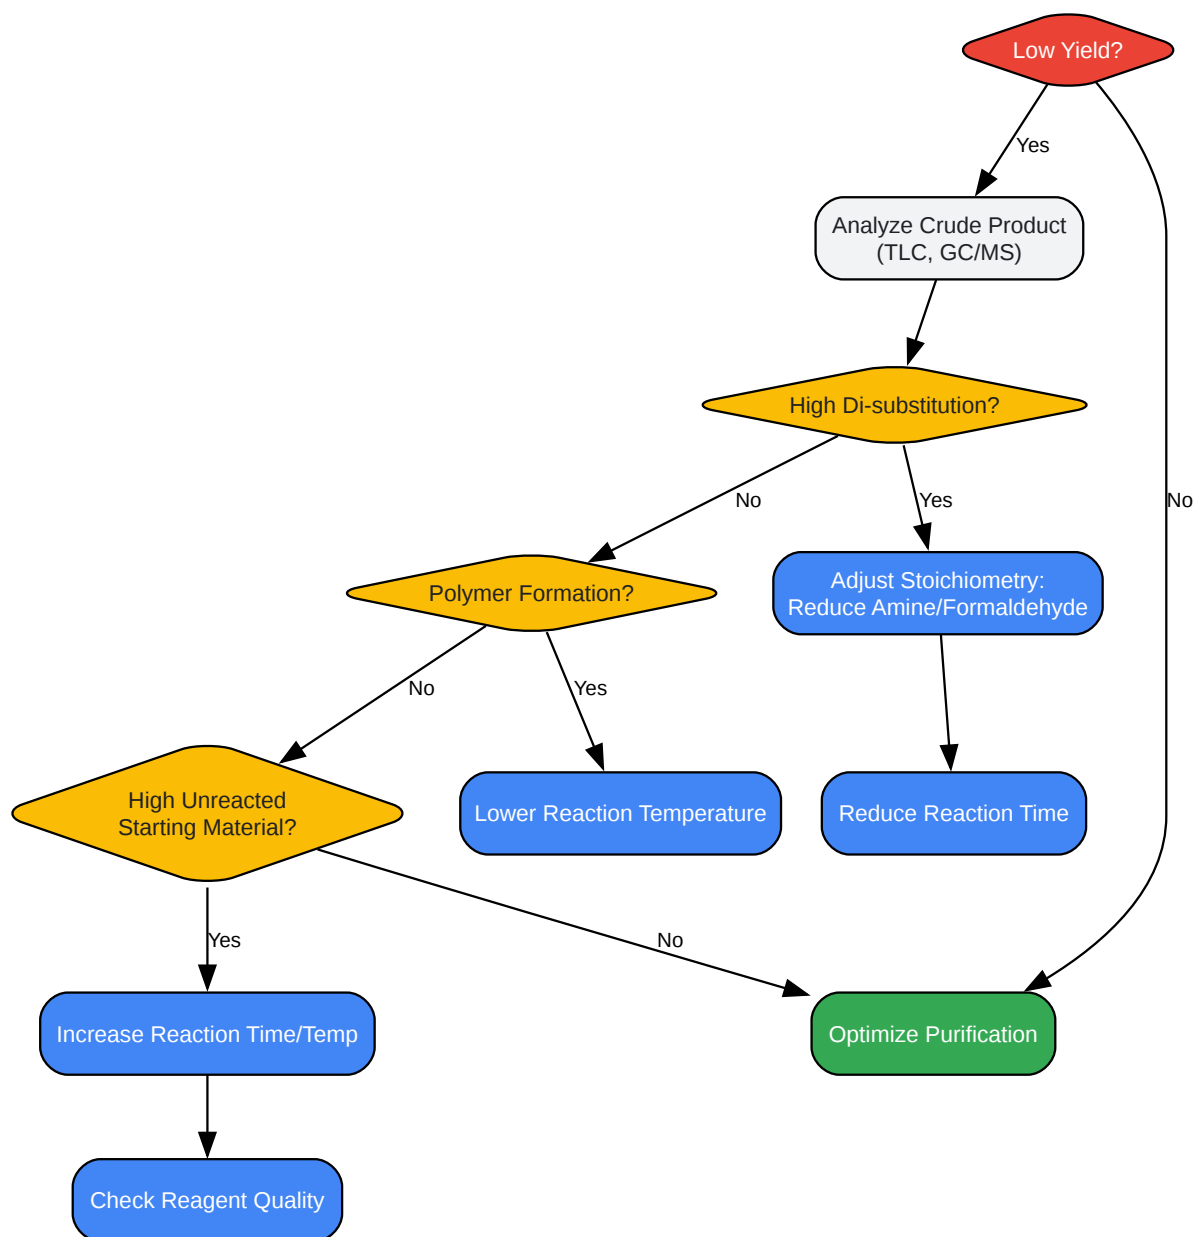 Low Yield?
Yes
Analyze Crude Product
(TLC, GC/MS)
High Di-substitution?
No
Yes
No
Polymer Formation?
Adjust Stoichiometry:
Reduce Amine/Formaldehyde
No
Yes
High Unreacted
Starting Material?
Lower Reaction Temperature
Reduce Reaction Time
Yes
No
Increase Reaction Time/Temp
Optimize Purification
Check Reagent Quality